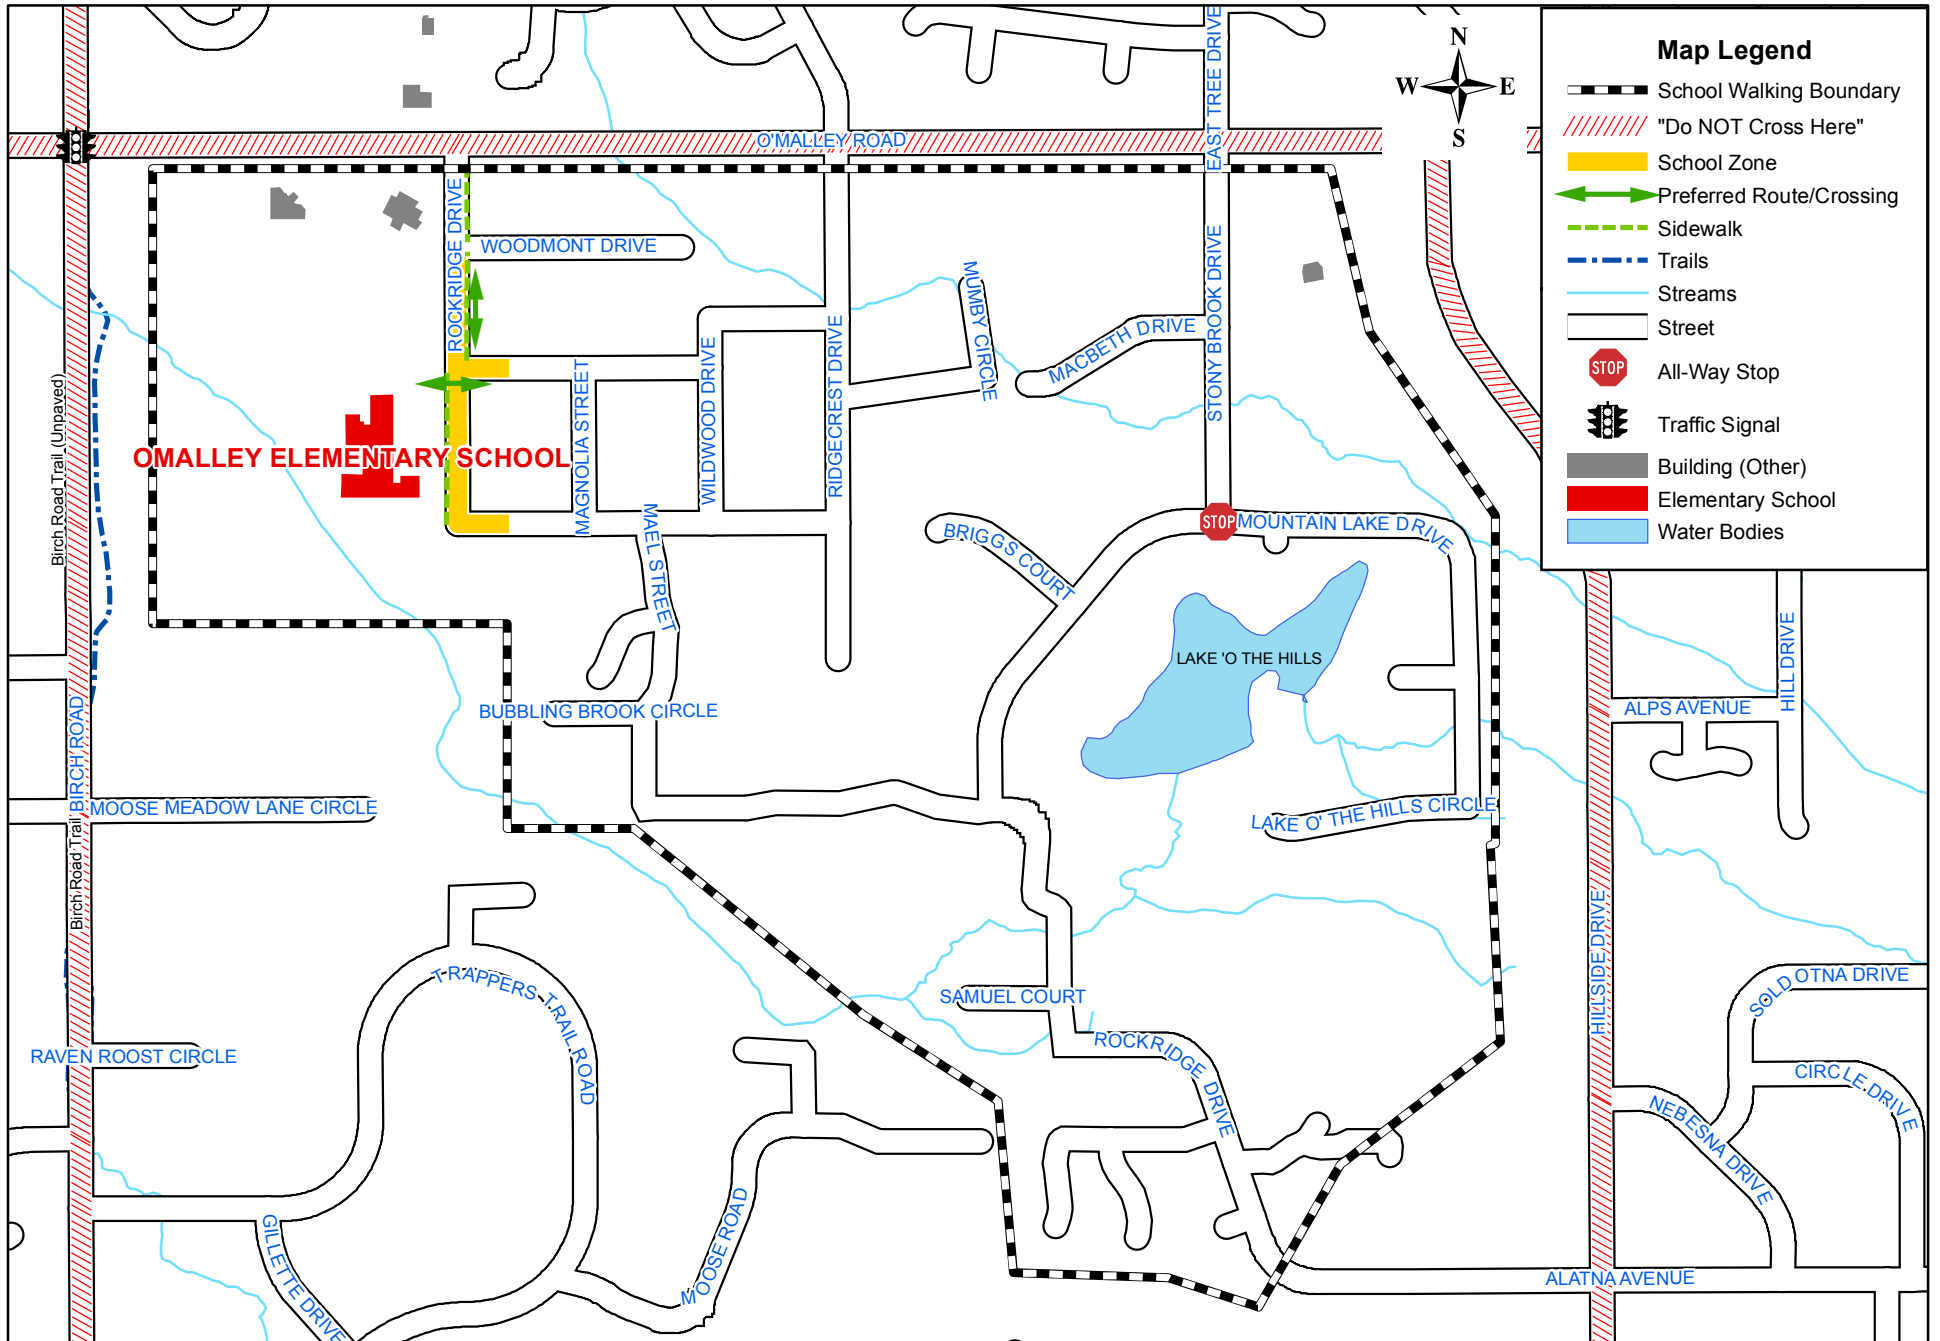 Map Legend
School Walking Boundary
"Do NOT Cross Here"
School Zone
Preferred Route/Crossing
Sidewalk
Trails
Streams
Street
STOP
All-Way Stop
Traffic Signal
Building (Other)
Elementary School
Water Bodies
N
W
E
S
EAST TREE DRIVE
O'MALLEY ROAD
ROCKRIDGE DRIVE
WOODMONT DRIVE
MUMBY CIRCLE
MACBETH DRIVE
STONY BROOK DRIVE
RIDGECREST DRIVE
WILDWOOD DRIVE
MAGNOLIA STREET
Birch Road Trail (Unpaved)
OMALLEY ELEMENTARY SCHOOL
MAEL STREET
BRIGGS COURT
STOP
MOUNTAIN LAKE DRIVE
LAKE 'O THE HILLS
HILL DRIVE
ALPS AVENUE
BUBBLING BROOK CIRCLE
BIRCH ROAD
MOOSE MEADOW LANE CIRCLE
LAKE O' THE HILLS CIRCLE
Birch Road Trail
HILLSIDE DRIVE
TRAPPERS TRAIL ROAD
SOLDOTNA DRIVE
SAMUEL COURT
RAVEN ROOST CIRCLE
ROCKRIDGE DRIVE
CIRCLE DRIVE
NEBESNA DRIVE
MOOSE ROAD
GILLETTE DRIVE
ALATNA AVENUE